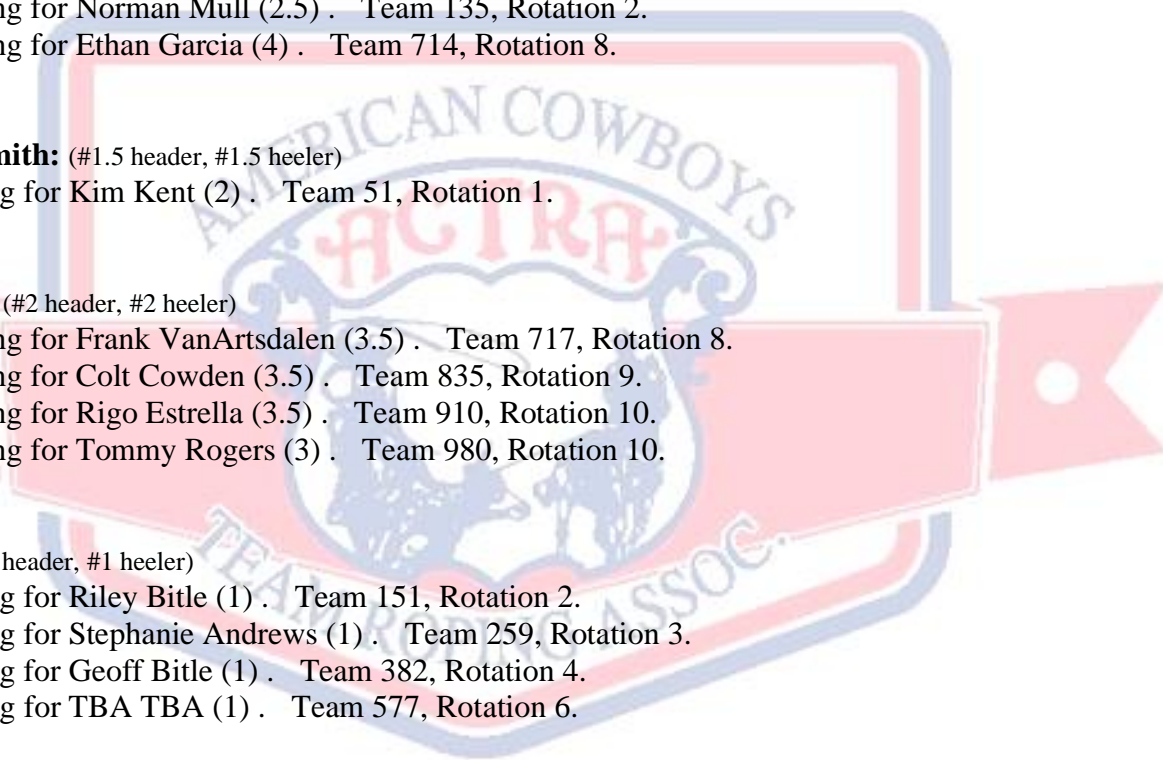 ng for Norman Mull (2.5) . Team 135, Rotation 2.
ng for Ethan Garcia (4) . Team 714, Rotation 8.
AMERICAN COWBOYS
mith: (#1.5 header, #1.5 heeler)
g for Kim Kent (2) . Team 51, Rotation 1.
ACTRA
(#2 header, #2 heeler)
ng for Frank VanArtsdalen (3.5) . Team 717, Rotation 8.
ng for Colt Cowden (3.5) . Team 835, Rotation 9.
ng for Rigo Estrella (3.5) . Team 910, Rotation 10.
ng for Tommy Rogers (3) . Team 980, Rotation 10.
TEAM ROPING ASSOC.
header, #1 heeler)
g for Riley Bitle (1) . Team 151, Rotation 2.
g for Stephanie Andrews (1) . Team 259, Rotation 3.
g for Geoff Bitle (1) . Team 382, Rotation 4.
g for TBA TBA (1) . Team 577, Rotation 6.